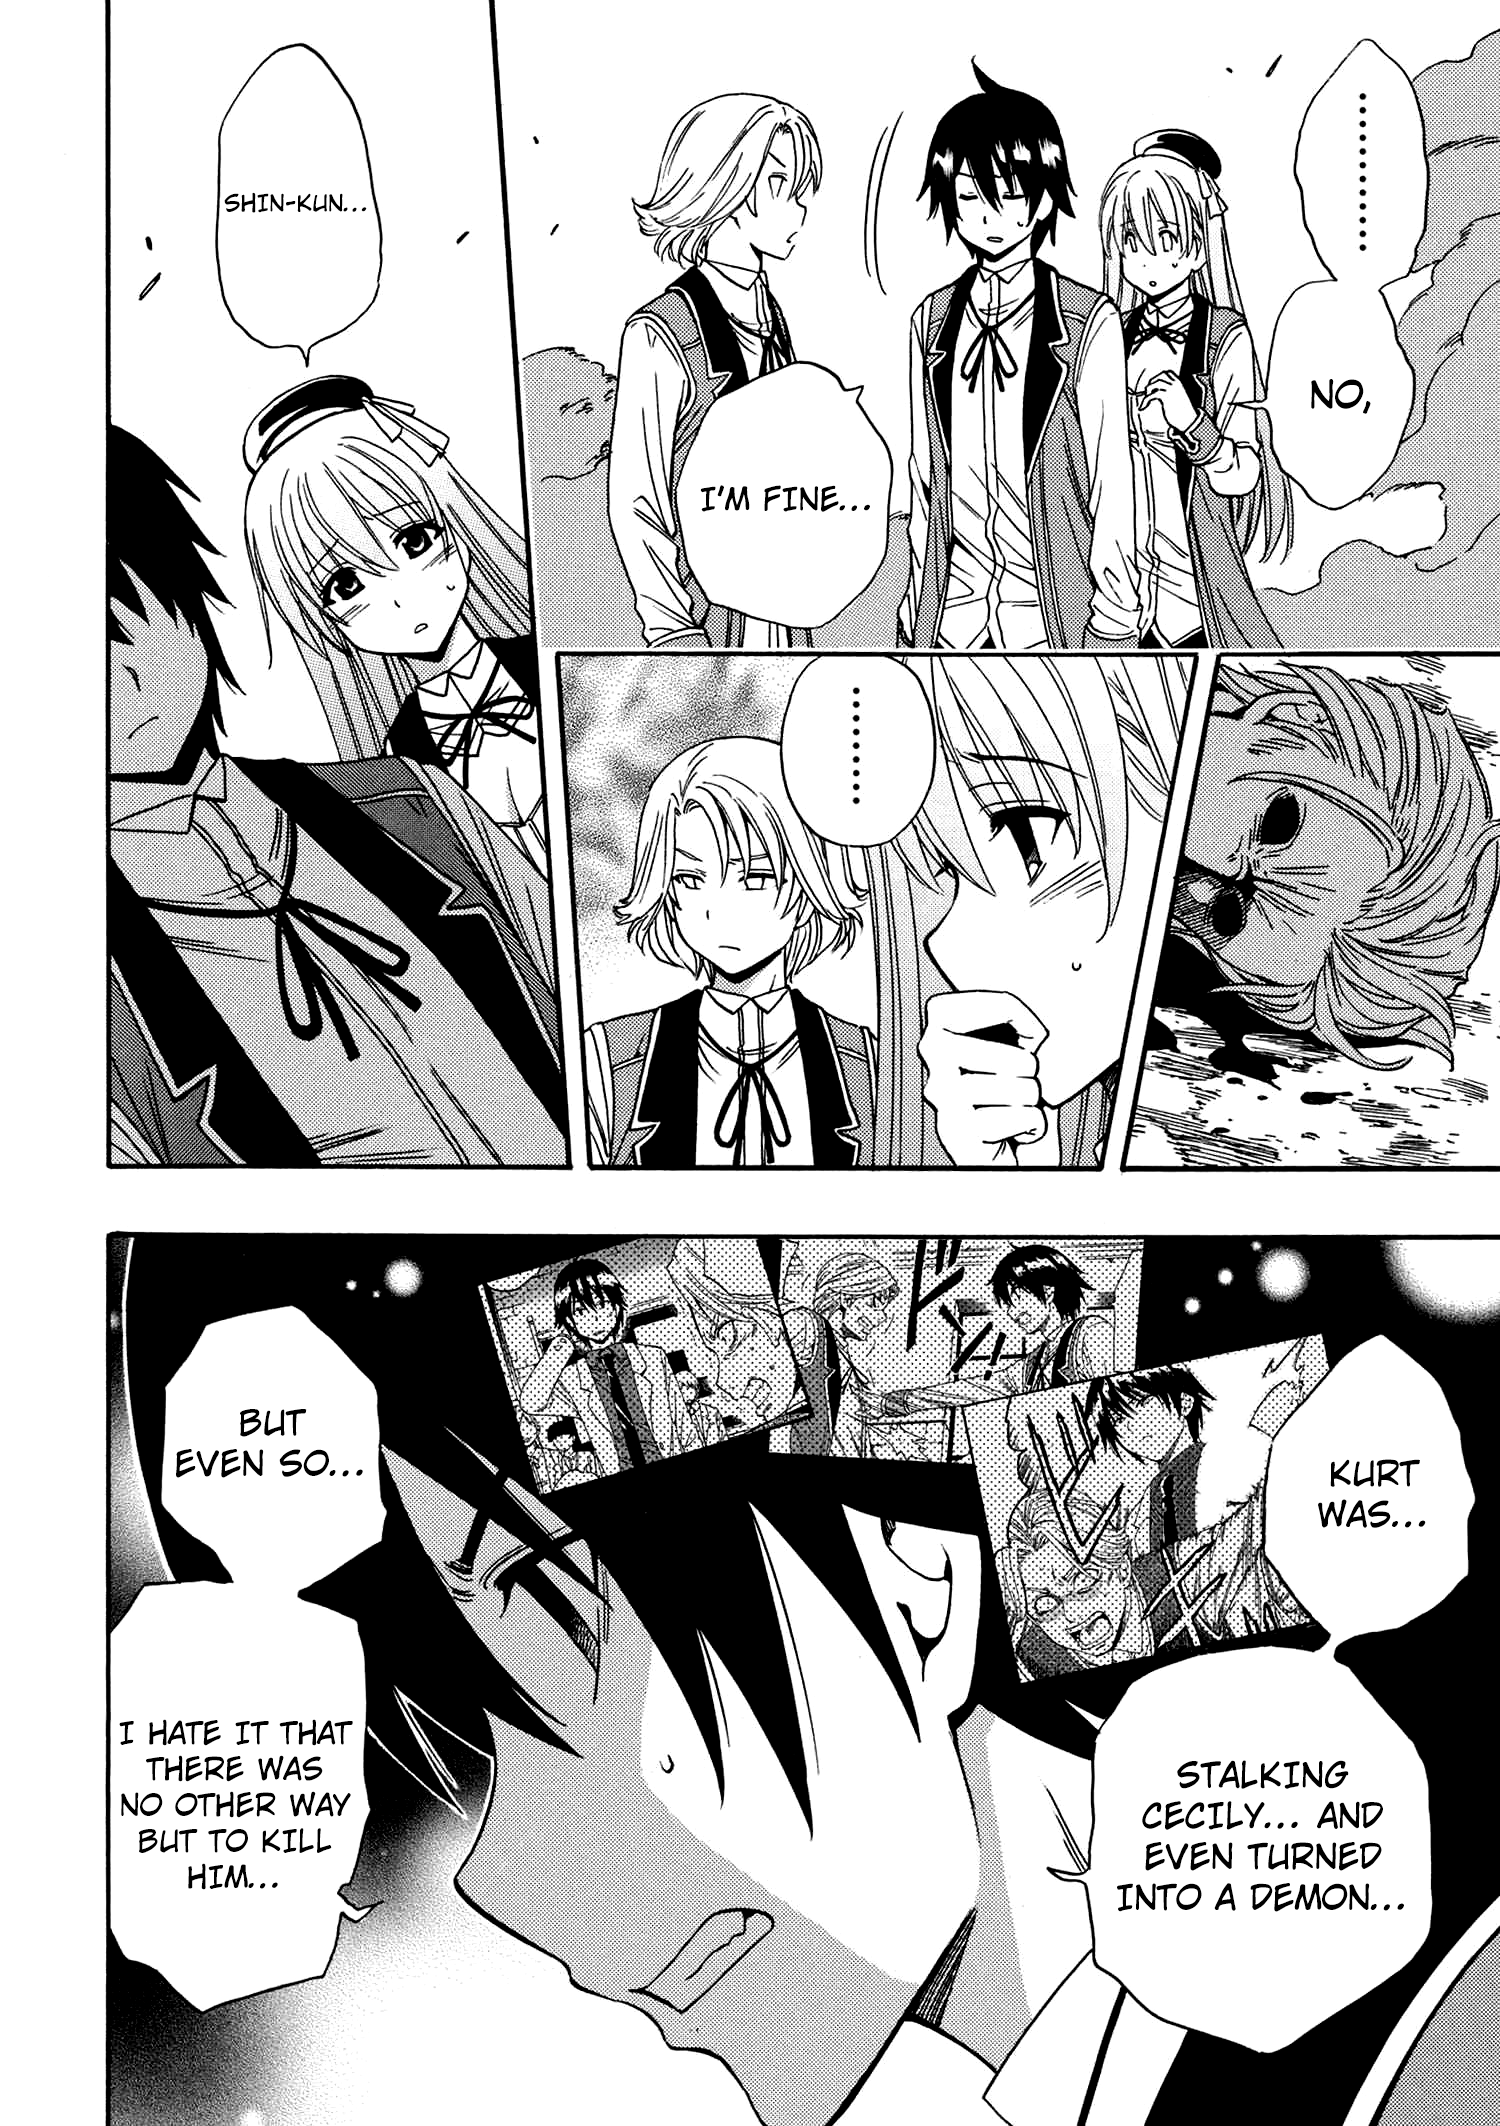 ………
NO,
I'M FINE...
SHIN-KUN...
………
KURT
WAS...
STALKING
CECILY... AND
EVEN TURNED
INTO A DEMON...
BUT
EVEN SO...
I HATE IT THAT
THERE WAS
NO OTHER WAY
BUT TO KILL
HIM...